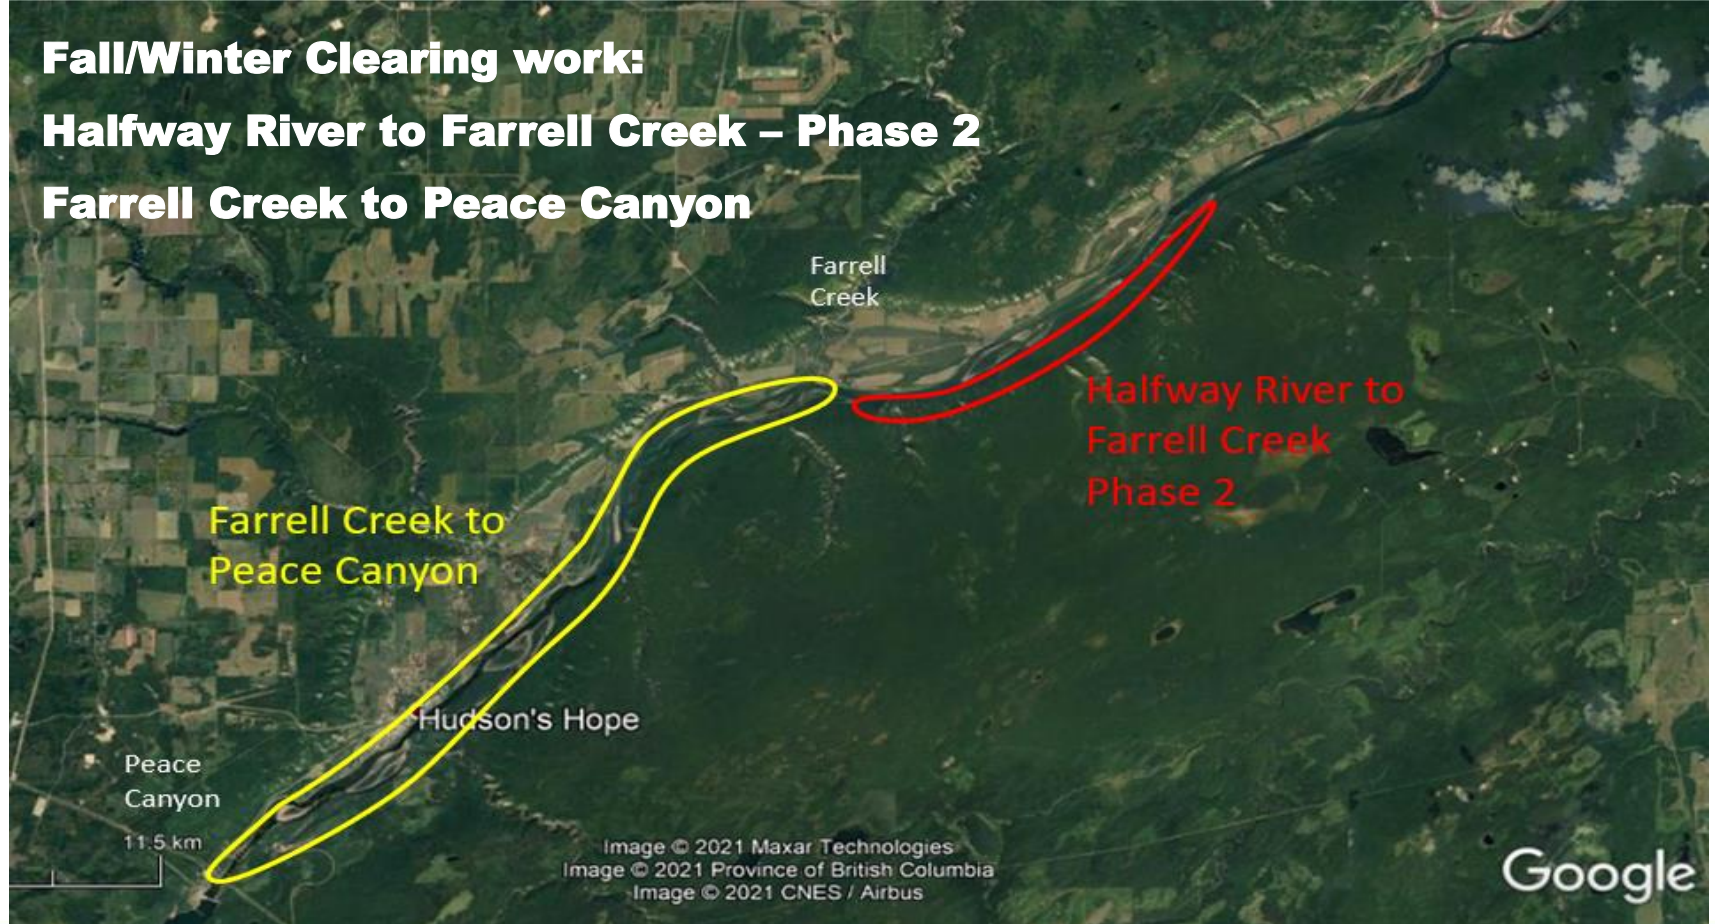 Fall/Winter Clearing work:
Halfway River to Farrell Creek – Phase 2
Farrell Creek to Peace Canyon
Farrell
Creek
Halfway River to
Farrell Creek
Phase 2
Farrell Creek to
Peace Canyon
Hudson's Hope
Peace
Canyon
11.5 km
Image © 2021 Maxar Technologies
Image © 2021 Province of British Columbia
Image © 2021 CNES / Airbus
Google